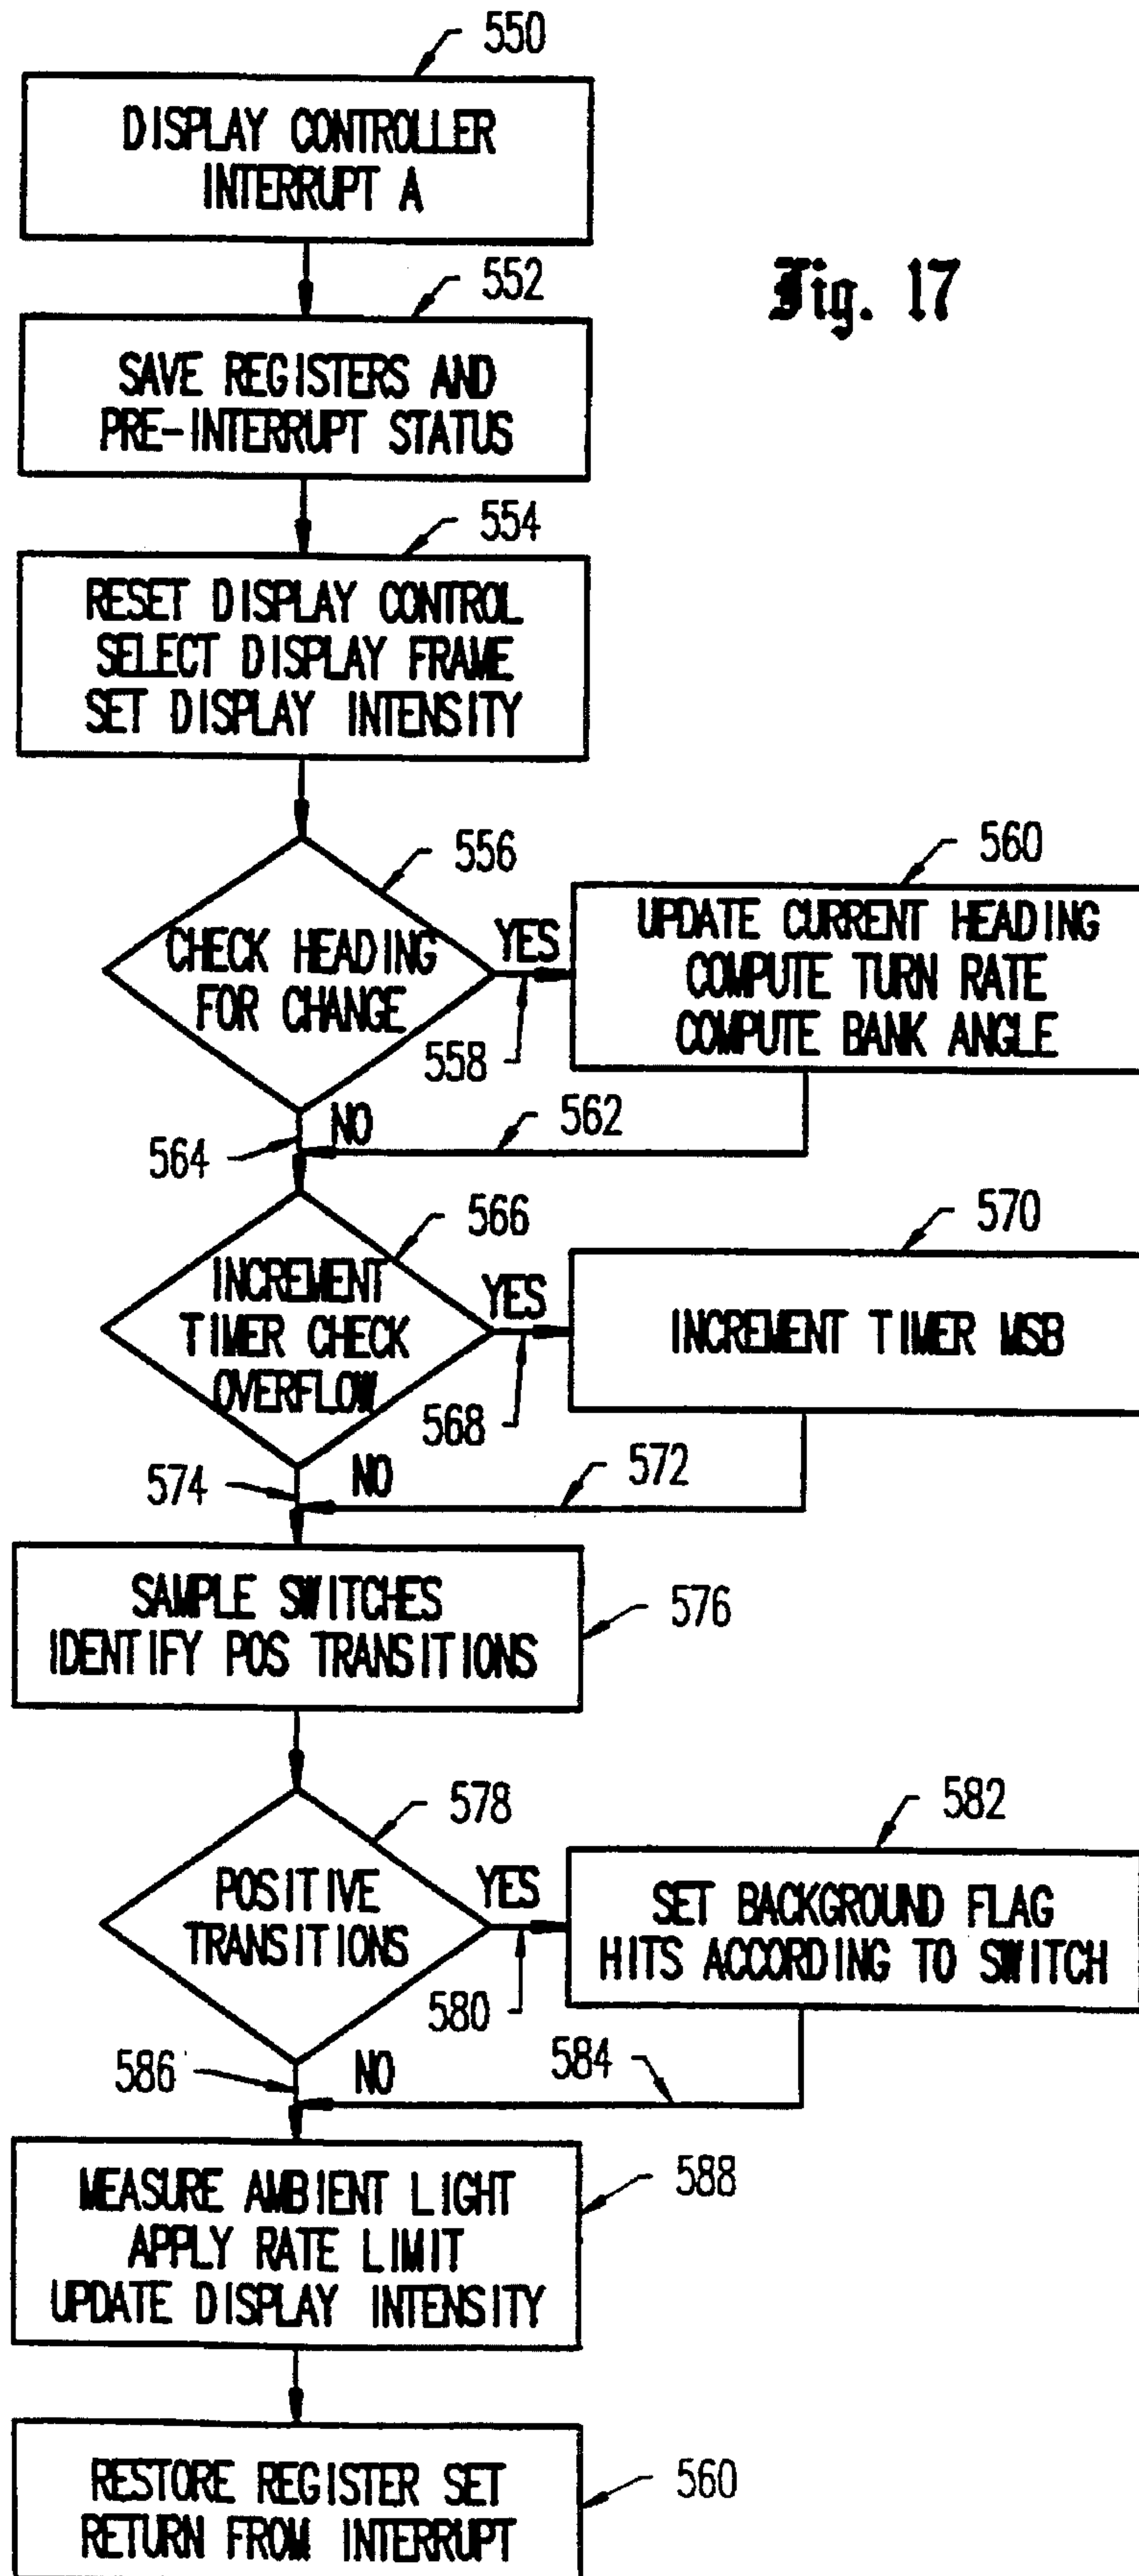 550
DISPLAY CONTROLLER
INTERRUPT A
Fig. 17
552
SAVE REGISTERS AND
PRE-INTERRUPT STATUS
554
RESET DISPLAY CONTROL
SELECT DISPLAY FRAME
SET DISPLAY INTENSITY
556
CHECK HEADING
FOR CHANGE
YES
558
560
UPDATE CURRENT HEADING
COMPUTE TURN RATE
COMPUTE BANK ANGLE
NO
562
564
566
INCREMENT
TIMER CHECK
OVERFLOW
YES
568
570
INCREMENT TIMER MSB
NO
572
574
SAMPLE SWITCHES
IDENTIFY POS TRANSITIONS
576
578
POSITIVE
TRANSITIONS
YES
580
582
SET BACKGROUND FLAG
HITS ACCORDING TO SWITCH
584
586
NO
MEASURE AMBIENT LIGHT
APPLY RATE LIMIT
UPDATE DISPLAY INTENSITY
588
RESTORE REGISTER SET
RETURN FROM INTERRUPT
560